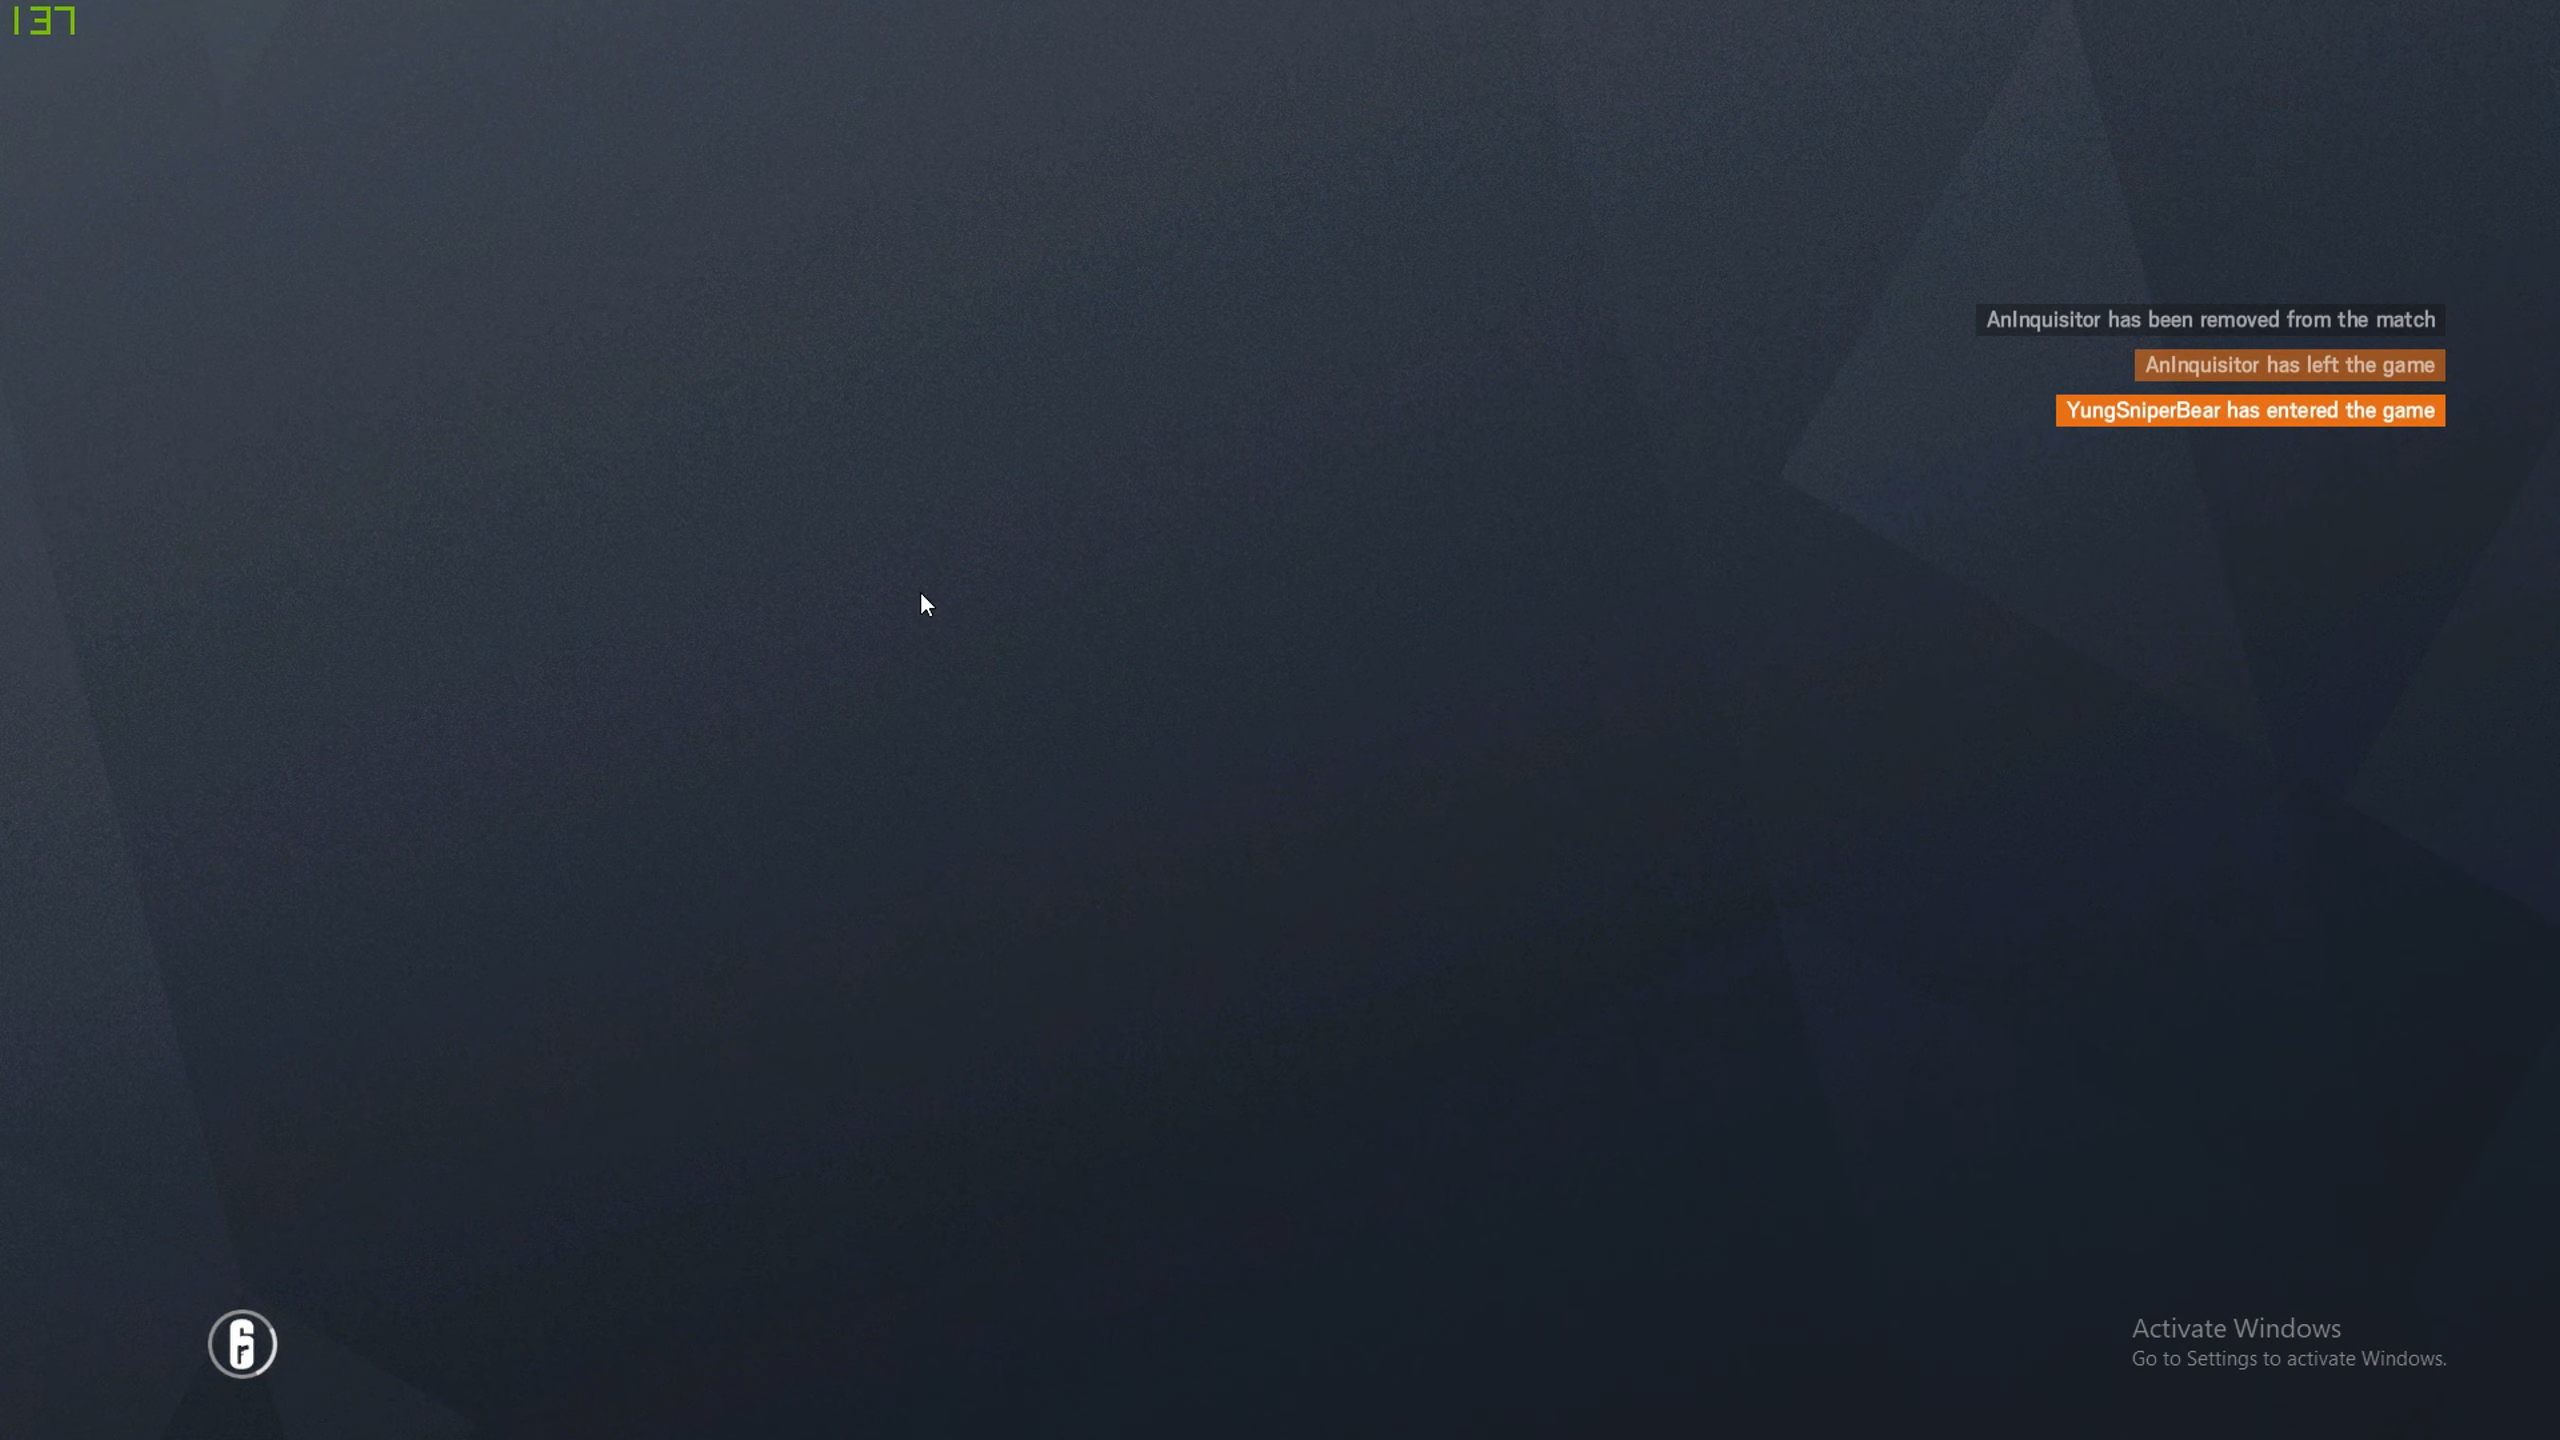 137
AnInquisitor has been removed from the match
AnInquisitor has left the game
YungSniperBear has entered the game
6
Activate Windows
Go to Settings to activate Windows.